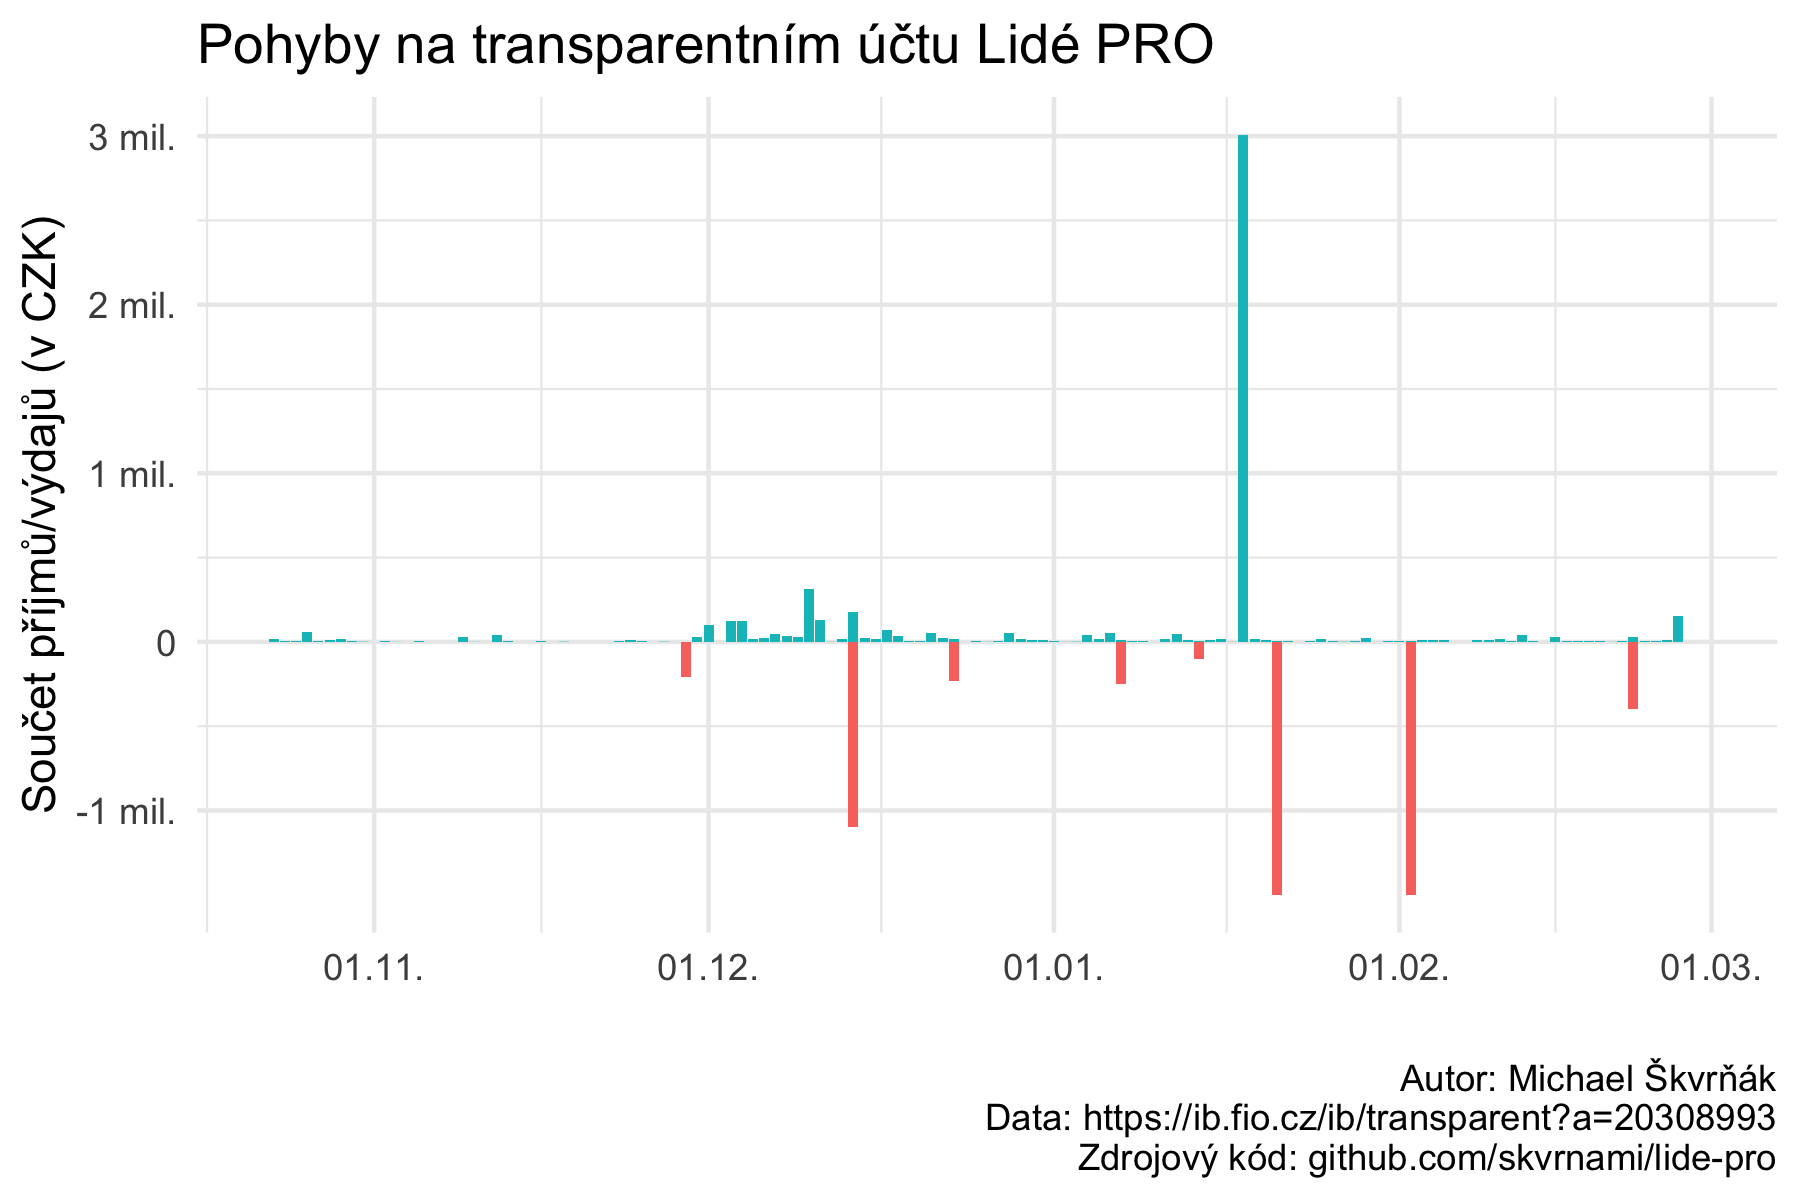 Pohyby na transparentním účtu Lidé PRO
Součet příjmů/výdajů (v CZK)
3 mil.
2 mil.
1 mil.
0
-1 mil.
01.11.
01.12.
01.01.
01.02.
01.03.
Autor: Michael Škvrňák
Data: https://ib.fio.cz/ib/transparent?a=20308993
Zdrojový kód: github.com/skvrnami/lide-pro